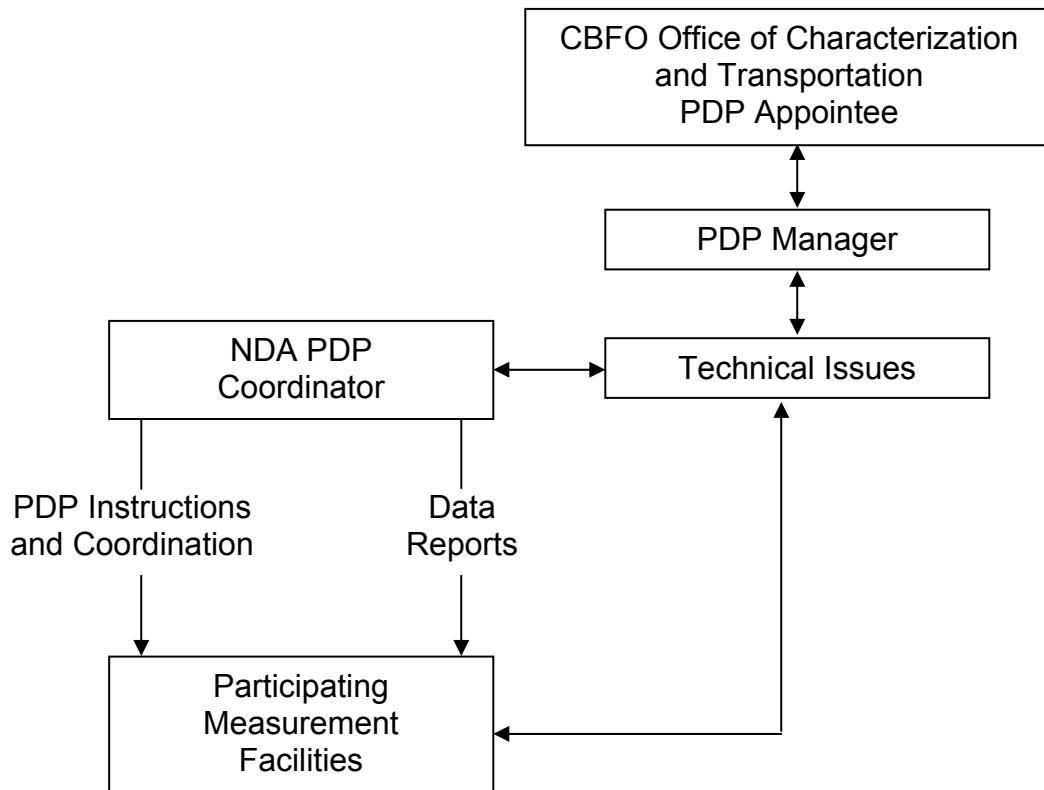 CBFO Office of Characterization
and Transportation
PDP Appointee
PDP Manager
NDA PDP
Coordinator
Technical Issues
PDP Instructions
and Coordination
Data
Reports
Participating
Measurement
Facilities